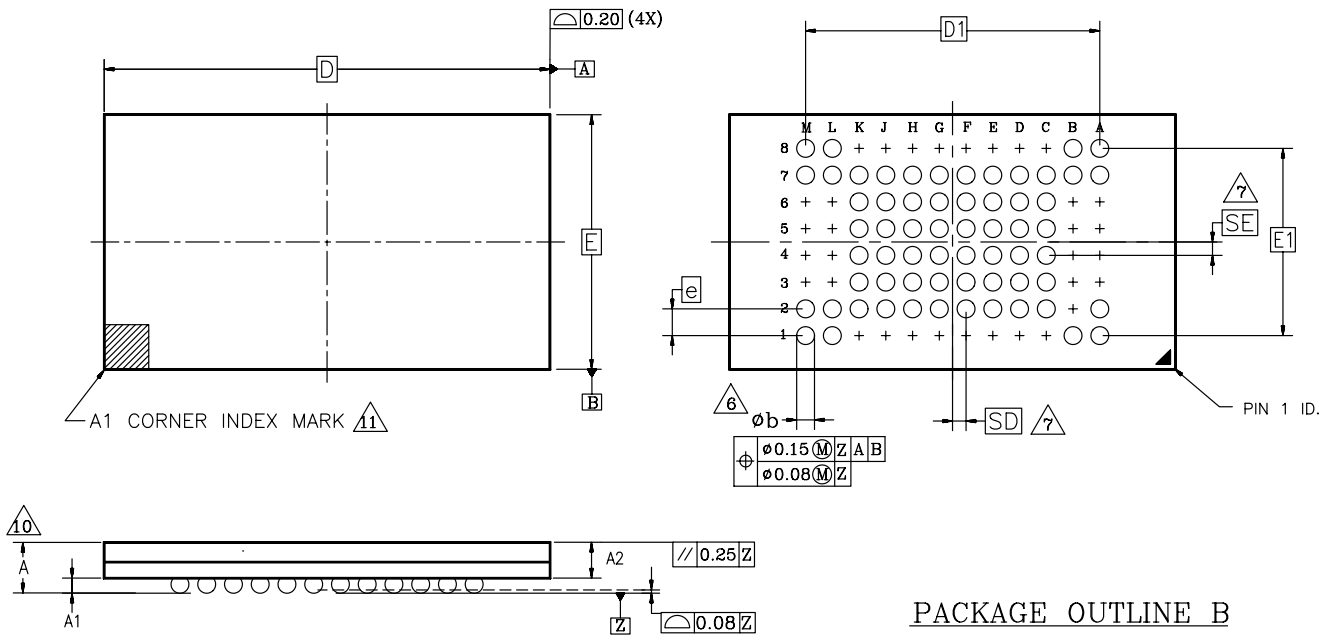 0.20 (4X)
D
A
E
B
A1 CORNER INDEX MARK 11
D1
M L K J H G F E D C B A
8
7
6
5
4
3
2
1
7
SE
E1
e
6
øb
SD 7
PIN 1 ID.
ø0.15 Ⓜ Z A B
ø0.08 Ⓜ Z
10
A
A1
A2
// 0.25 Z
Z
0.08 Z
PACKAGE OUTLINE B